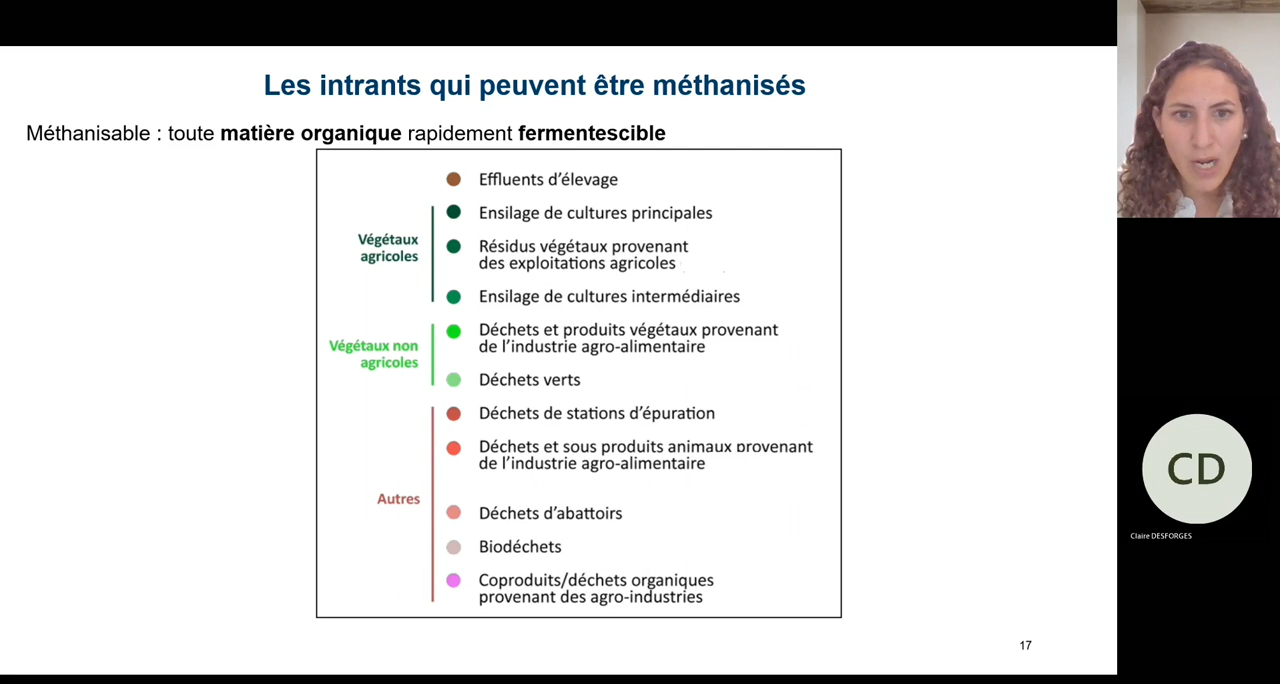 Les intrants qui peuvent être méthanisés
Méthanisable : toute matière organique rapidement fermentescible
Effluents d'élevage
Végétaux
agricoles
Ensilage de cultures principales
Résidus végétaux provenant
des exploitations agricoles
Ensilage de cultures intermédiaires
Végétaux non
agricoles
Déchets et produits végétaux provenant
de l'industrie agro-alimentaire
Déchets verts
Autres
Déchets de stations d'épuration
Déchets et sous produits animaux provenant
de l'industrie agro-alimentaire
Déchets d'abattoirs
Biodéchets
Coproduits/déchets organiques
provenant des agro-industries
17
CD
Claire DESFORGES